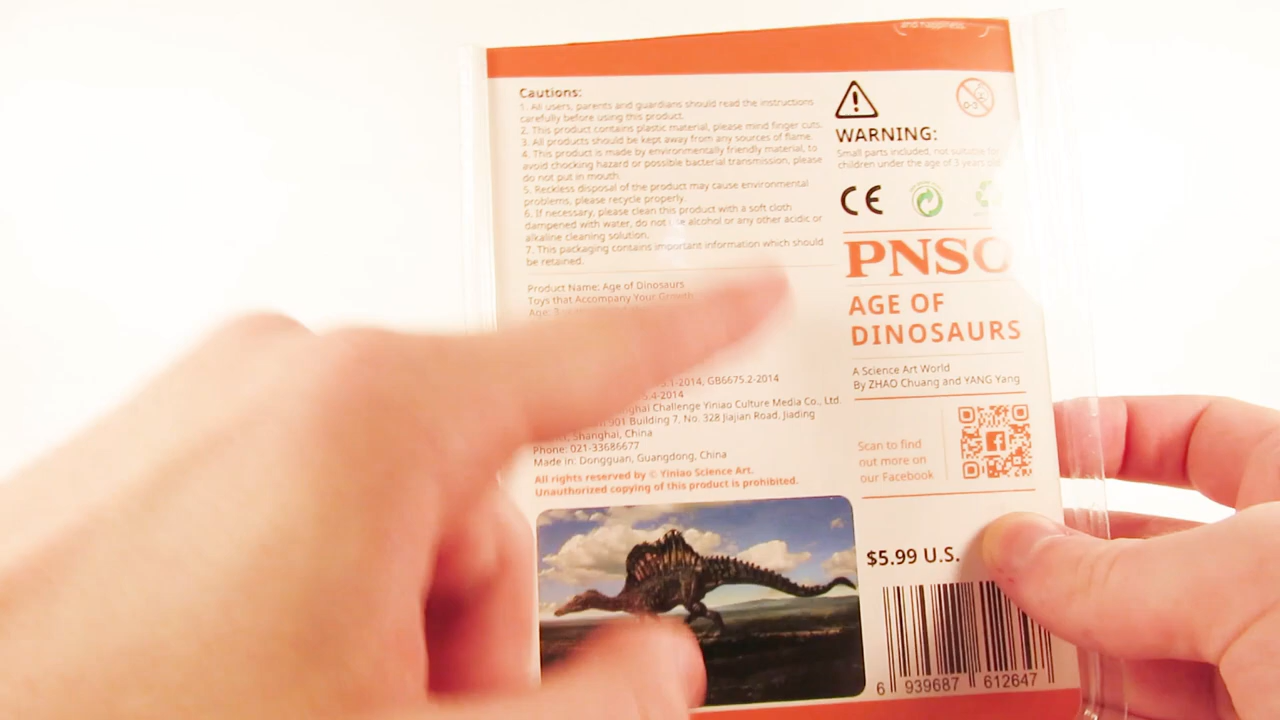 and happiness.
Cautions:
1. All users, parents and guardians should read the instructions
carefully before using this product.
2. This product contains plastic material, please mind finger cuts.
3. All products should be kept away from any sources of flame.
4. This product is made by environmentally friendly material, to
avoid chocking hazard or possible bacterial transmission, please
do not put in mouth.
5. Reckless disposal of the product may cause environmental
problems, please recycle properly.
6. If necessary, please clean this product with a soft cloth
dampened with water, do not use alcohol or any other acidic or
alkaline cleaning solution.
7. This packaging contains important information which should
be retained.
Product Name: Age of Dinosaurs
Toys that Accompany Your Growth
Age:
5.1-2014, GB6675.2-2014
5.4-2014
Challenge Yiniao Culture Media Co., Ltd.
901 Building 7, No. 328 Jiajian Road, Jiading
Shanghai, China
Phone: 021-33686677
Made in: Dongguan, Guangdong, China
All rights reserved by © Yiniao Science Art.
Unauthorized copying of this product is prohibited.
WARNING:
Small parts included, not suitable for
children under the age of 3 years
CE
PNSO
AGE OF
DINOSAURS
A Science Art World
By ZHAO Chuang and YANG Yang
Scan to find
out more on
our Facebook
$5.99 U.S.
6 939687 612647